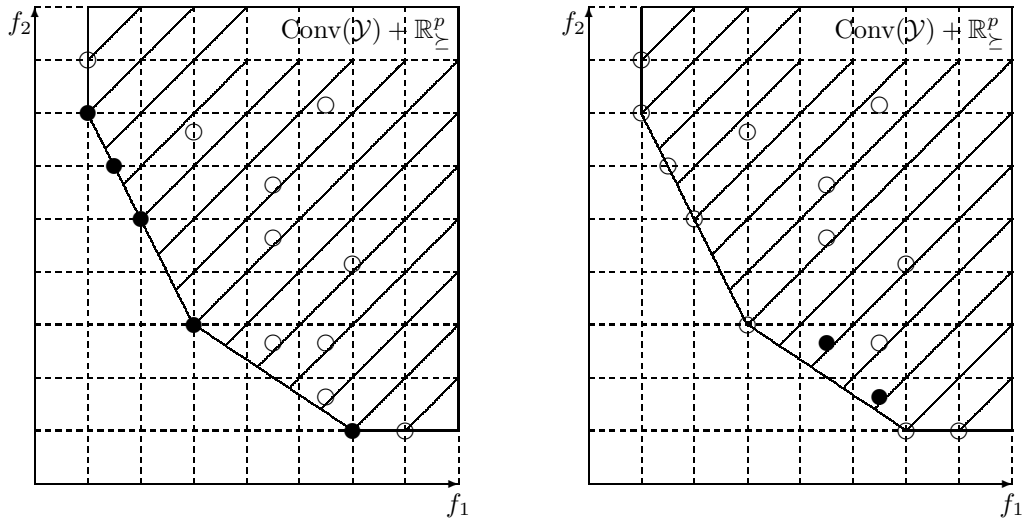 f₂
Conv(𝒴) + ℝ^p_≧
f₁
f₂
Conv(𝒴) + ℝ^p_≧
f₁